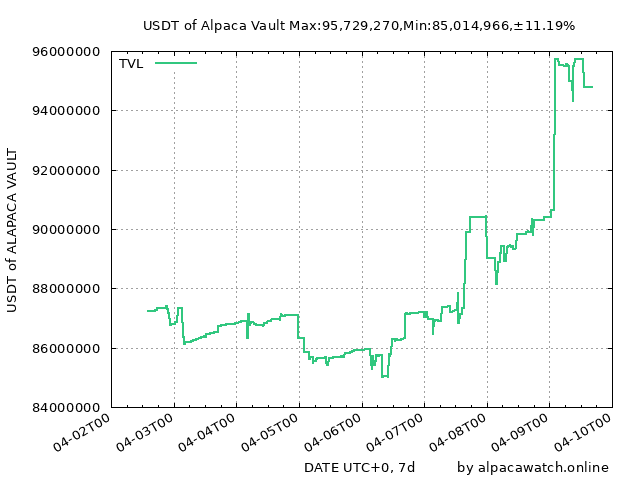 USDT of Alpaca Vault Max:95,729,270,Min:85,014,966,±11.19%
96000000
TVL
94000000
92000000
90000000
88000000
86000000
84000000
USDT of ALAPACA VAULT
04-02T00
04-03T00
04-04T00
04-05T00
04-06T00
04-07T00
04-08T00
04-09T00
04-10T00
DATE UTC+0, 7d
by alpacawatch.online